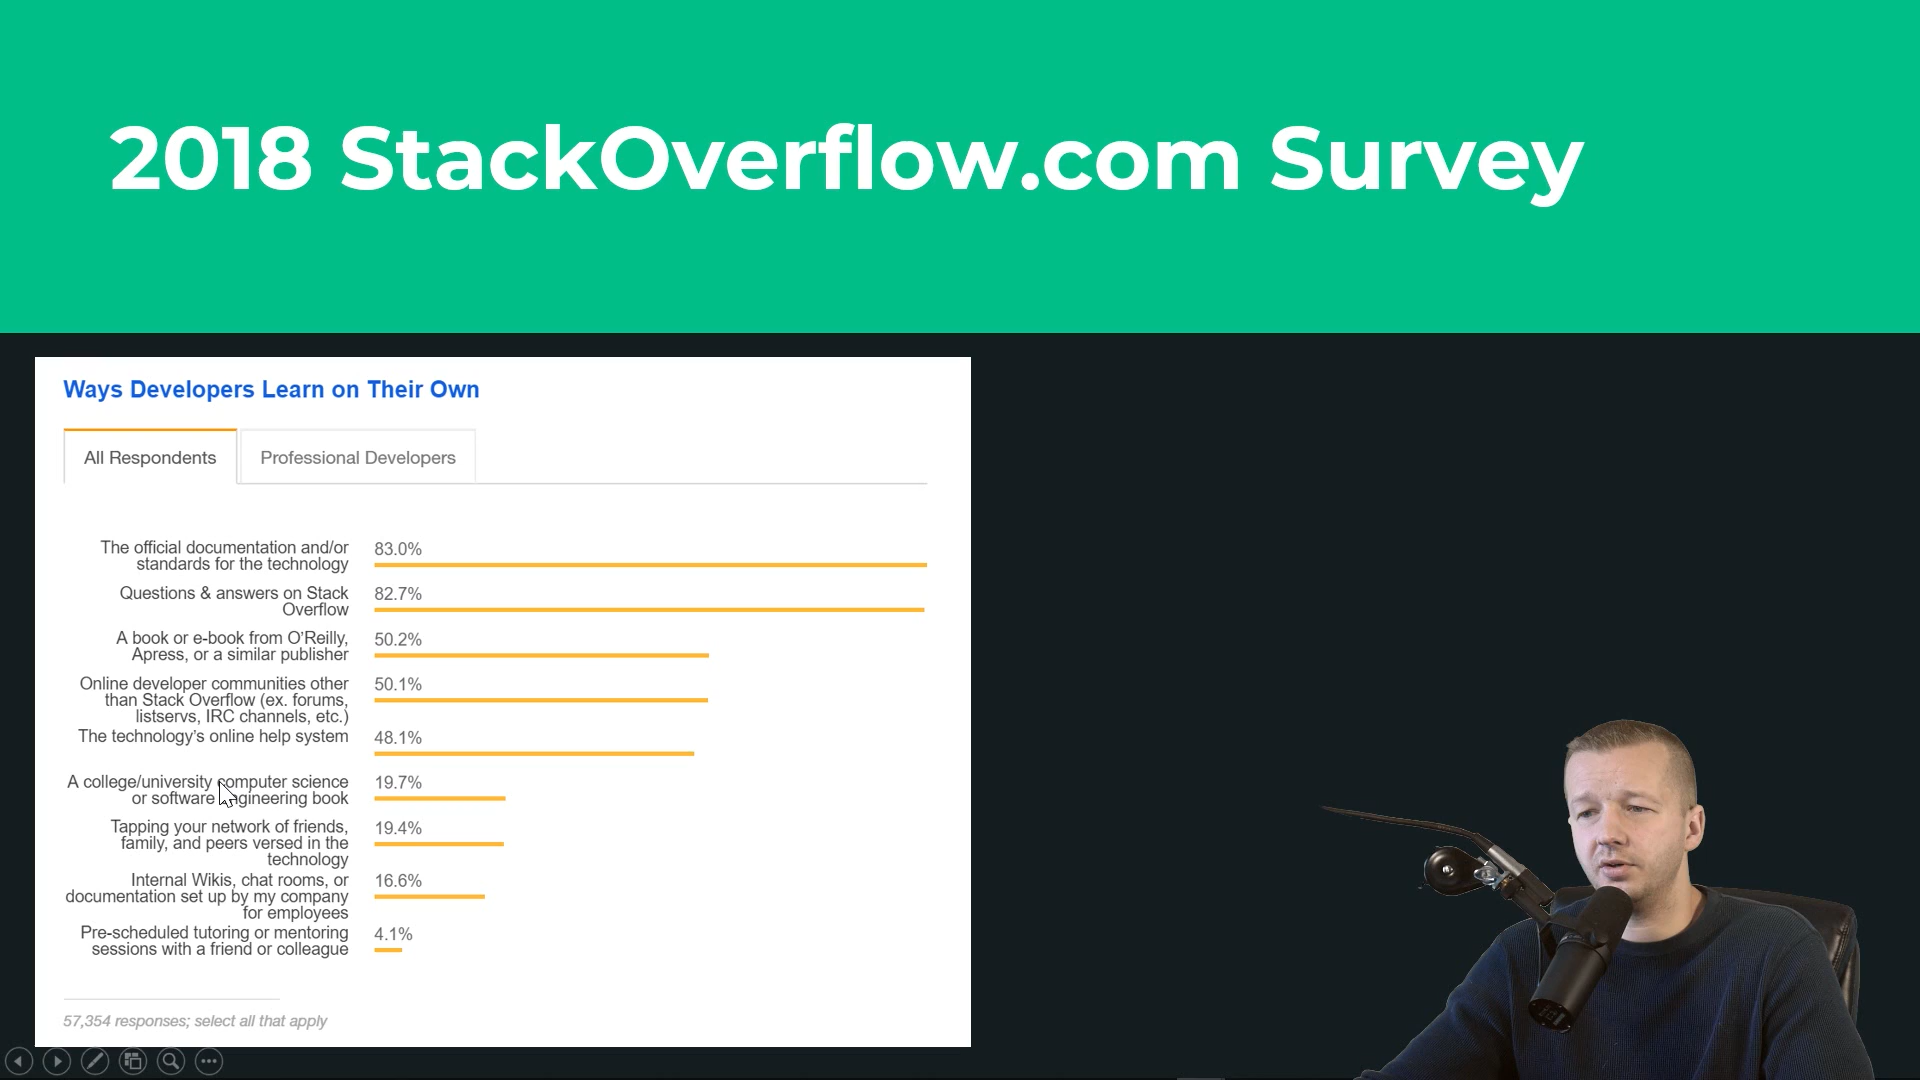 2018 StackOverflow.com Survey
Ways Developers Learn on Their Own
All Respondents
Professional Developers
The official documentation and/or
standards for the technology
83.0%
Questions & answers on Stack
Overflow
82.7%
A book or e-book from O’Reilly,
Apress, or a similar publisher
50.2%
Online developer communities other
than Stack Overflow (ex. forums,
listservs, IRC channels, etc.)
50.1%
The technology’s online help system
48.1%
A college/university computer science
or software engineering book
19.7%
Tapping your network of friends,
family, and peers versed in the
technology
19.4%
Internal Wikis, chat rooms, or
documentation set up by my company
for employees
16.6%
Pre-scheduled tutoring or mentoring
sessions with a friend or colleague
4.1%
57,354 responses; select all that apply